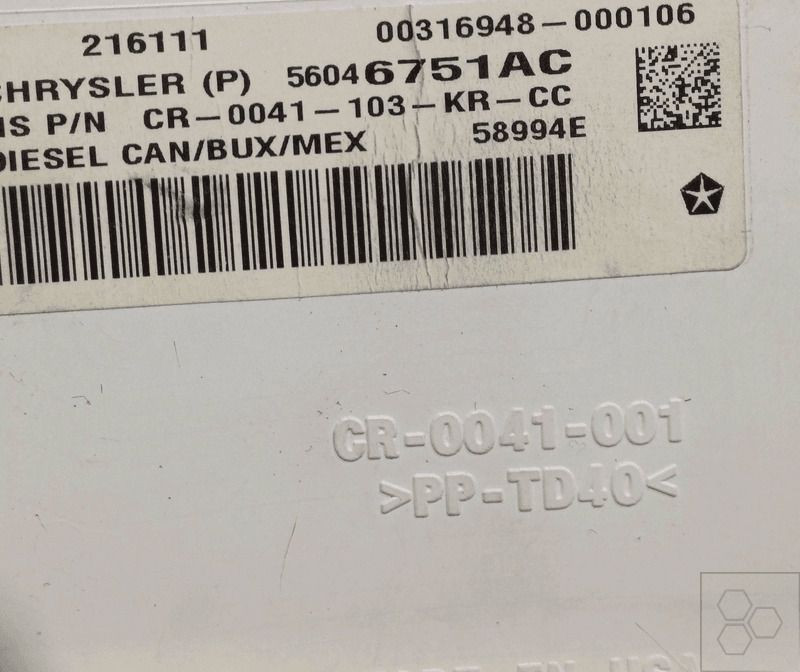 216111 00316948-000106
CHRYSLER (P) 56046751AC
IS P/N CR-0041-103-KR-CC
DIESEL CAN/BUX/MEX 58994E
CR-0041-001
>PP-TD40<